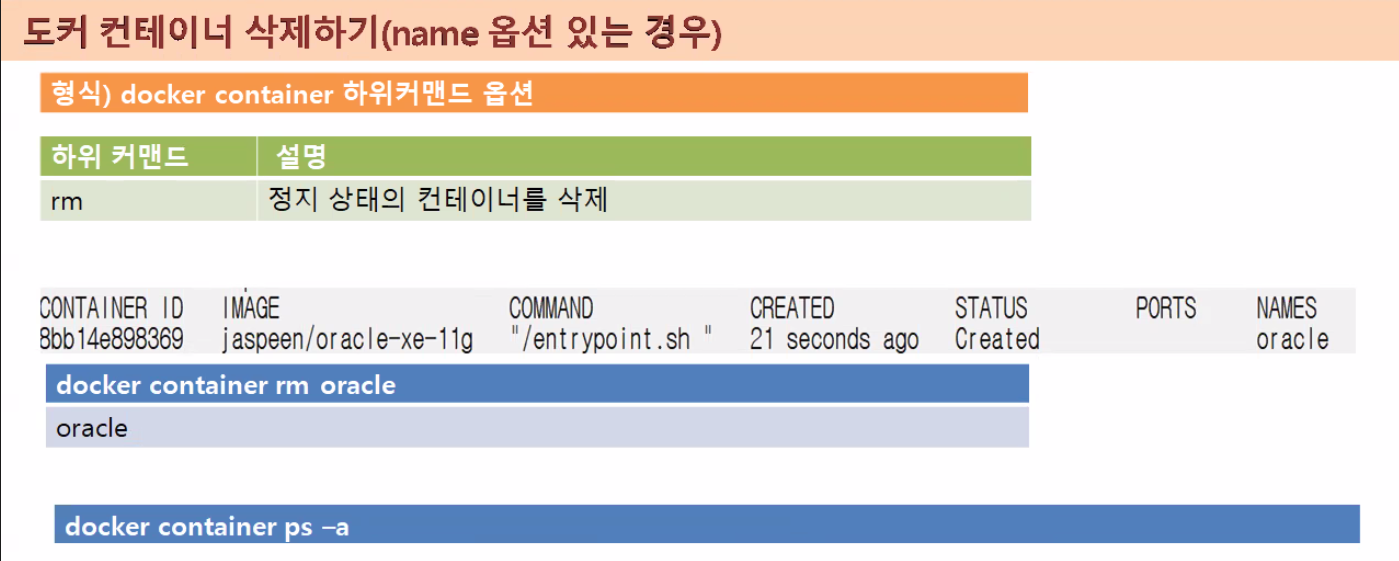 도커 컨테이너 삭제하기(name 옵션 있는 경우)
형식) docker container 하위커맨드 옵션
하위 커맨드 설명
rm 정지 상태의 컨테이너를 삭제
CONTAINER ID IMAGE COMMAND CREATED STATUS PORTS NAMES
8bb14e898369 jaspeen/oracle-xe-11g "/entrypoint.sh " 21 seconds ago Created oracle
docker container rm oracle
oracle
docker container ps –a